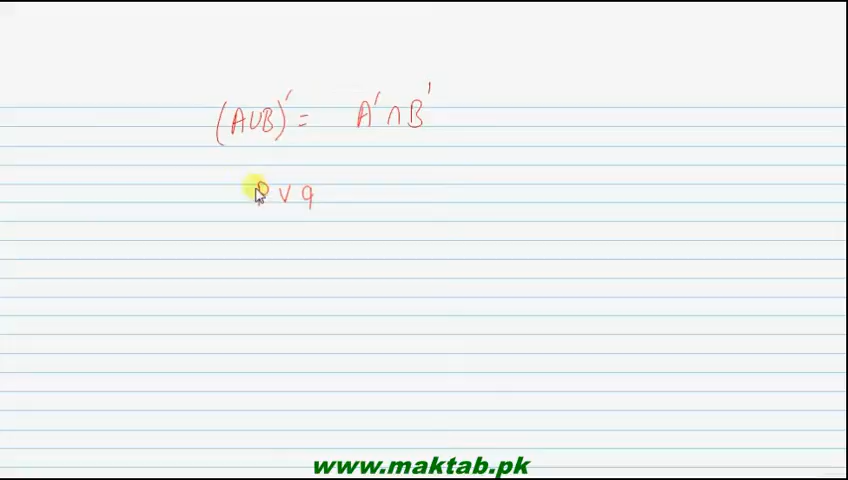 (A∪B)' = A' ∩ B'
p ∨ q
www.maktab.pk